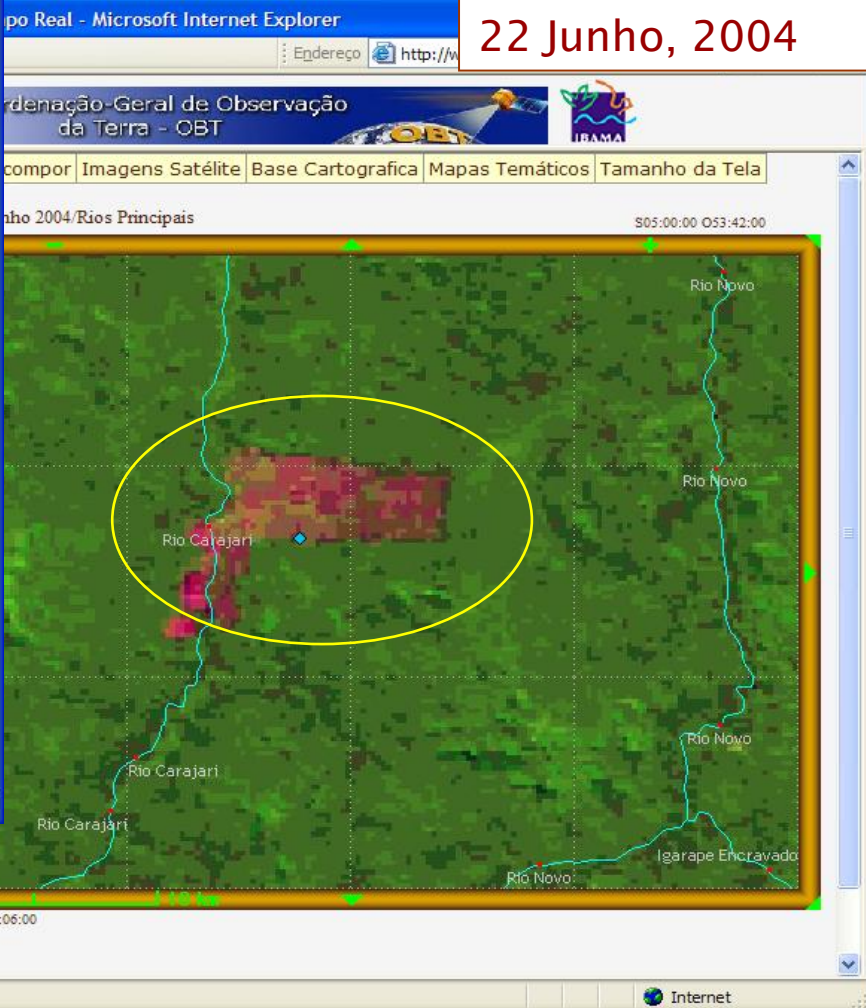 po Real - Microsoft Internet Explorer
22 Junho, 2004
Endereço http://w
rdenação-Geral de Observação
da Terra - OBT
OBT
IBAMA
compor Imagens Satélite Base Cartografica Mapas Temáticos Tamanho da Tela
nho 2004/Rios Principais
S05:00:00 O53:42:00
Rio Novo
Rio Novo
Rio Carajari
Rio Novo
Rio Carajari
Rio Carajari
Igarape Encravado
Rio Novo
10 km
:06:00
Internet